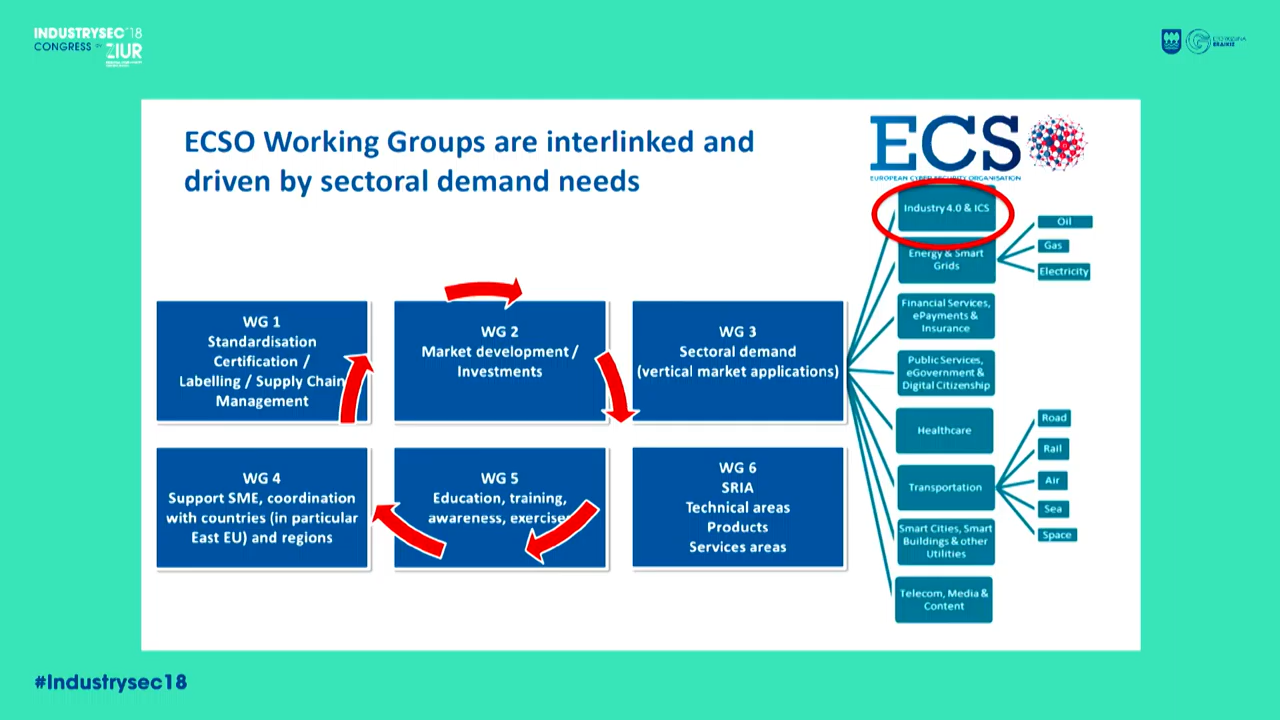 INDUSTRYSEC'18
CONGRESS BY ZIUR
ECSO Working Groups are interlinked and
driven by sectoral demand needs
ECS
EUROPEAN CYBER SECURITY ORGANISATION
WG 1
Standardisation
Certification /
Labelling / Supply Chain
Management
WG 2
Market development /
Investments
WG 3
Sectoral demand
(vertical market applications)
WG 4
Support SME, coordination
with countries (in particular
East EU) and regions
WG 5
Education, training,
awareness, exercise
WG 6
SRIA
Technical areas
Products
Services areas
Industry 4.0 & ICS
Energy & Smart
Grids
Oil
Gas
Electricity
Financial Services,
ePayments &
Insurance
Public Services,
eGovernment &
Digital Citizenship
Healthcare
Transportation
Road
Rail
Air
Sea
Space
Smart Cities, Smart
Buildings & other
Utilities
Telecom, Media &
Content
#Industrysec18